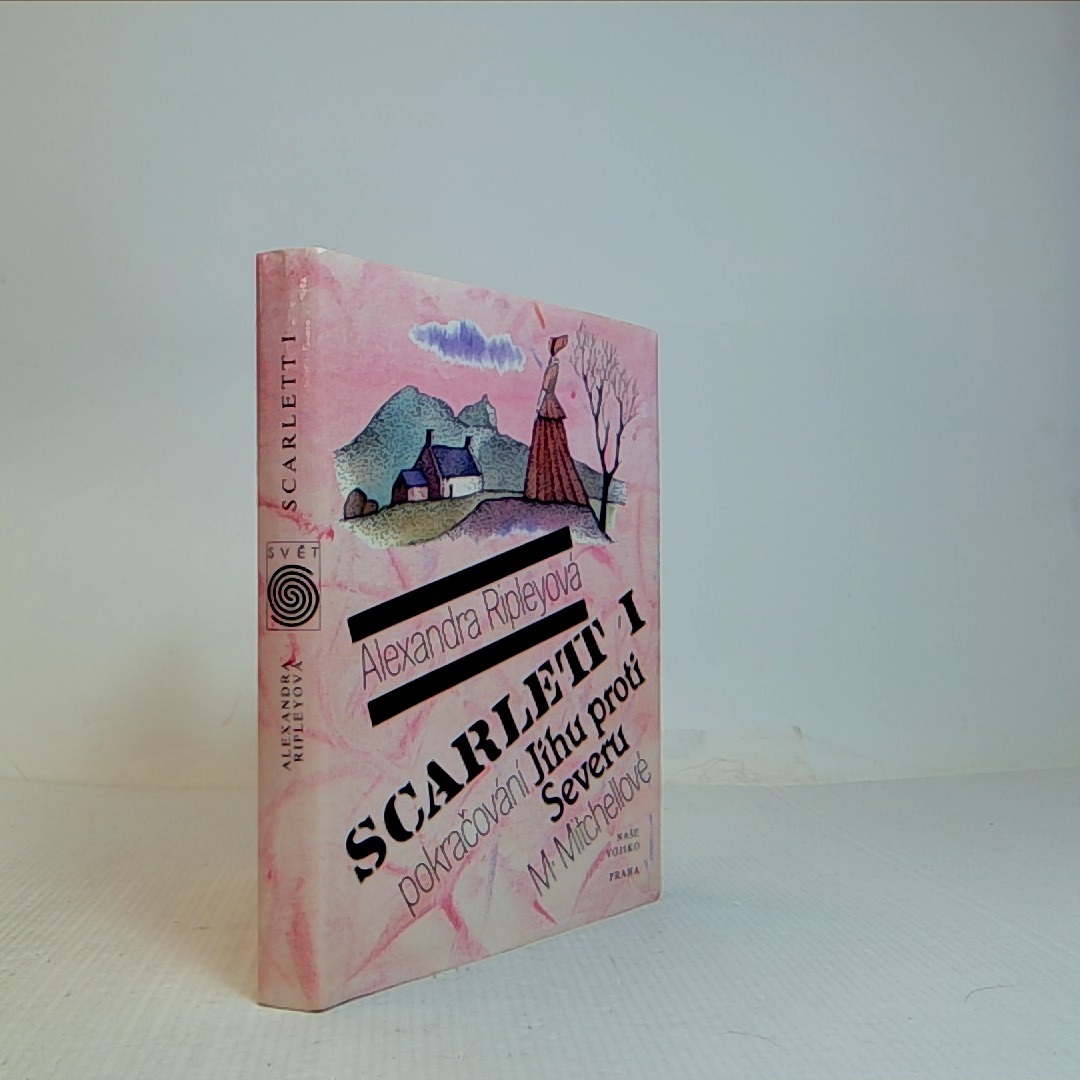 SCARLETT I
SVĚT
ALEXANDRA
RIPLEYOVÁ
Alexandra Ripleyová
SCARLETT I
pokračování Jihu proti
Severu
M. Mitchellové
NAŠE
VOJSKO
PRAHA